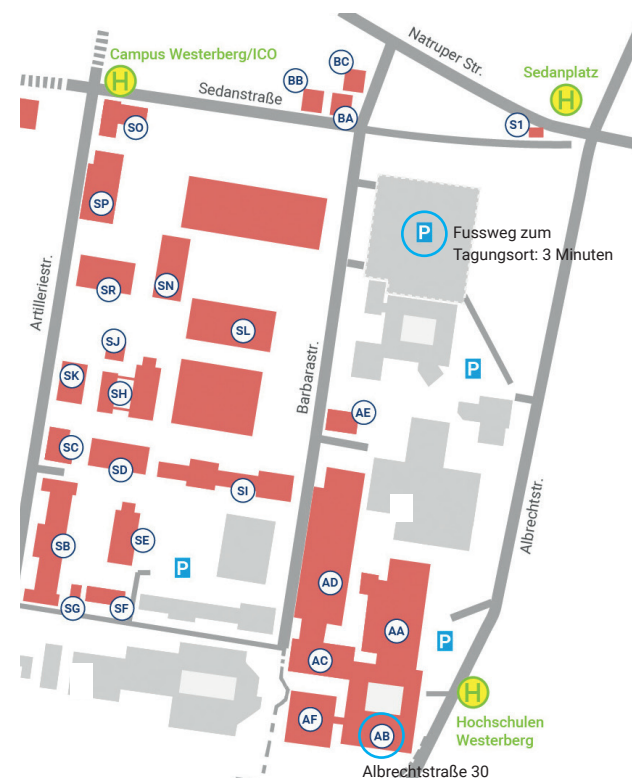 Campus Westerberg/ICO
H
Sedanstraße
BB
BC
BA
Natruper Str.
Sedanplatz
H
S1
SO
SP
P
Fussweg zum
Tagungsort: 3 Minuten
SR
SN
SL
Artilleriestr.
SJ
SK
SH
Barbarastr.
P
AE
SC
SD
SI
Albrechtstr.
SB
SE
P
AD
SG
SF
AA
P
AC
H
Hochschulen
Westerberg
AF
AB
Albrechtstraße 30